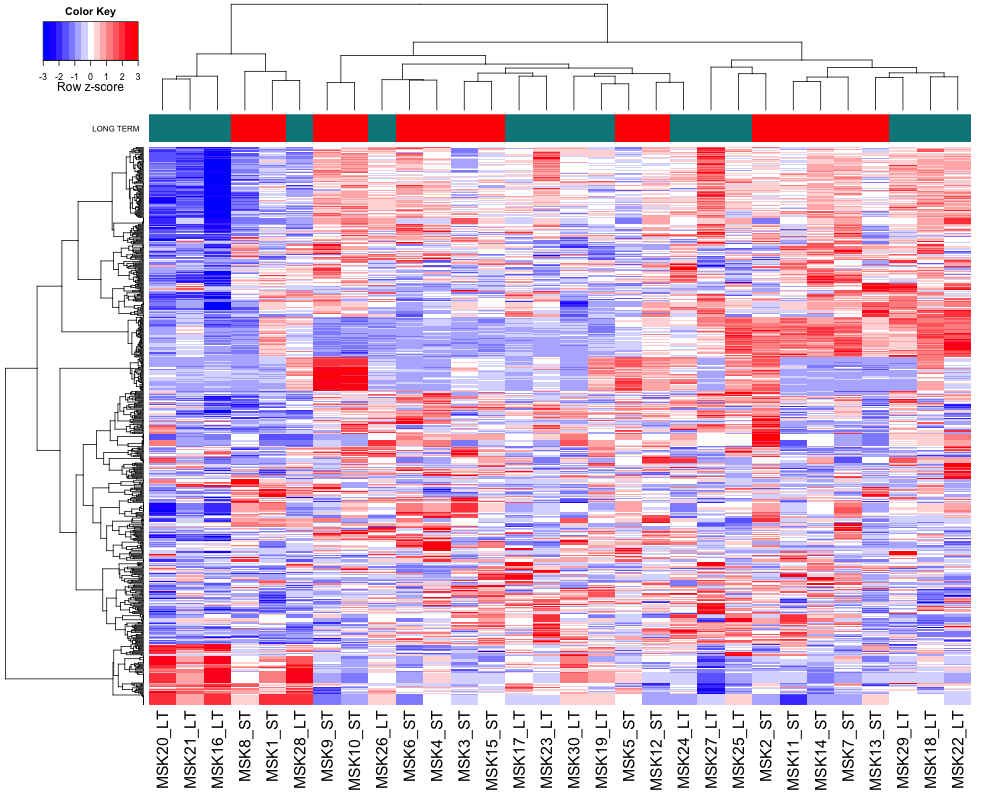 Color Key
-3 -2 -1 0 1 2 3
Row z-score
LONG TERM
MSK20_LT
MSK21_LT
MSK16_LT
MSK8_ST
MSK1_ST
MSK28_LT
MSK9_ST
MSK10_ST
MSK26_LT
MSK6_ST
MSK4_ST
MSK3_ST
MSK15_ST
MSK17_LT
MSK23_LT
MSK30_LT
MSK19_LT
MSK5_ST
MSK12_ST
MSK24_LT
MSK27_LT
MSK25_LT
MSK2_ST
MSK11_ST
MSK14_ST
MSK7_ST
MSK13_ST
MSK29_LT
MSK18_LT
MSK22_LT